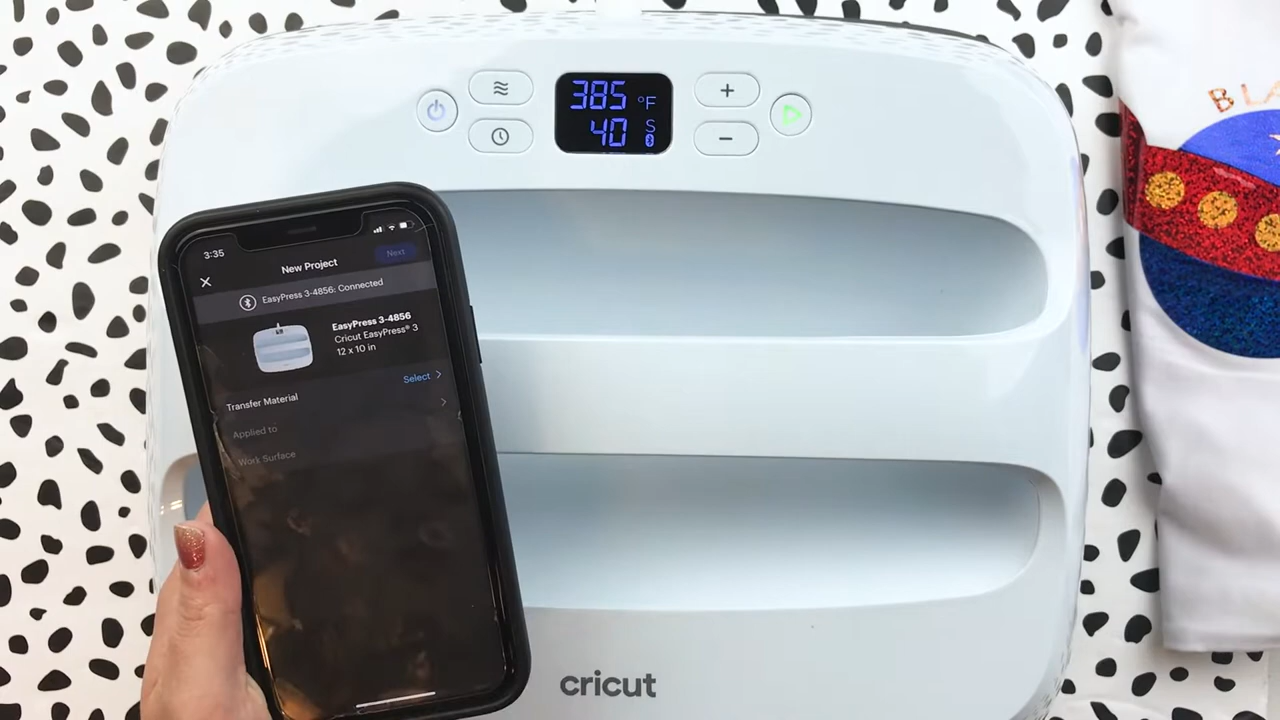 385 °F
40 S
3:35
Next
New Project
EasyPress 3-4856: Connected
EasyPress 3-4856
Cricut EasyPress® 3
12 x 10 in
Select
Transfer Material
Applied to
Work Surface
cricut